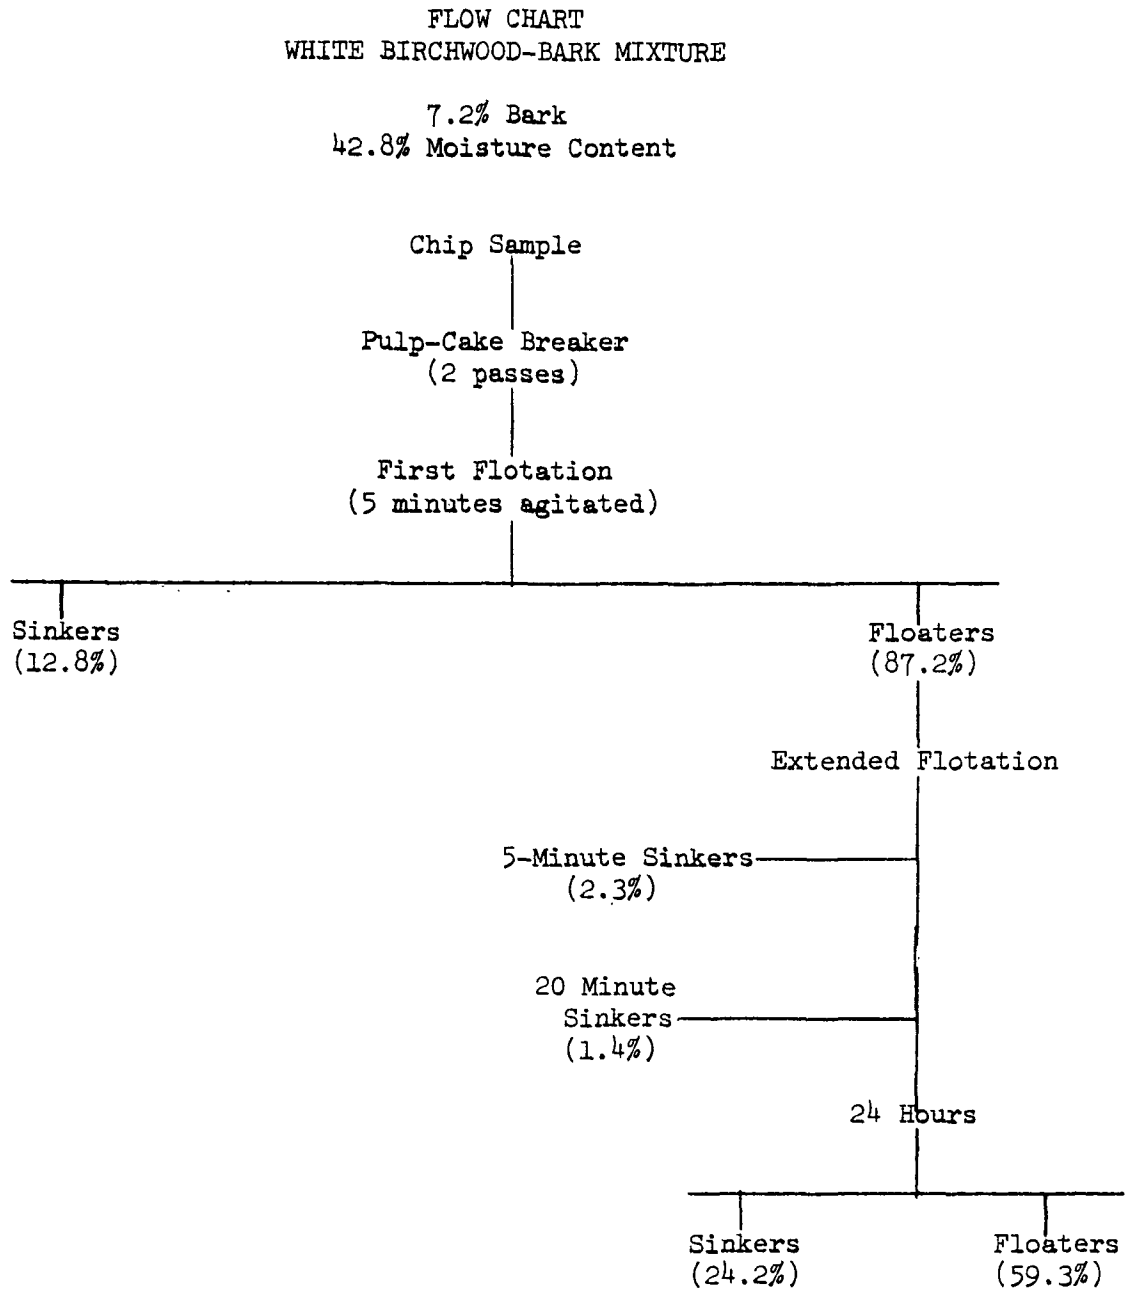 FLOW CHART
WHITE BIRCHWOOD-BARK MIXTURE
7.2% Bark
42.8% Moisture Content
Chip Sample
Pulp-Cake Breaker
(2 passes)
First Flotation
(5 minutes agitated)
Sinkers
(12.8%)
Floaters
(87.2%)
Extended Flotation
5-Minute Sinkers
(2.3%)
20 Minute
Sinkers
(1.4%)
24 Hours
Sinkers
(24.2%)
Floaters
(59.3%)